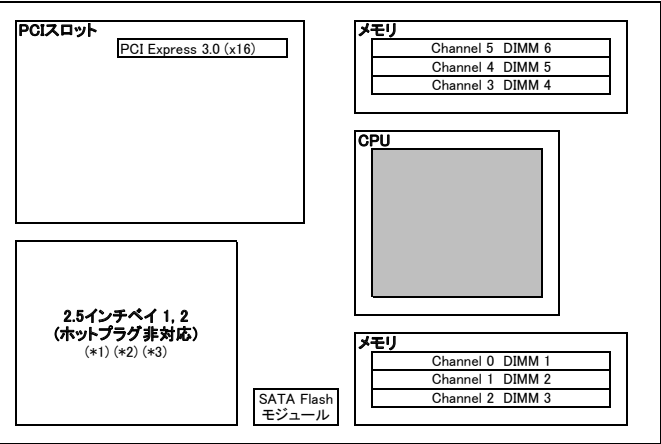 PCIスロット
PCI Express 3.0 (x16)
メモリ
Channel 5 DIMM 6
Channel 4 DIMM 5
Channel 3 DIMM 4
CPU
2.5インチベイ 1, 2
(ホットプラグ非対応)
(*1) (*2) (*3)
SATA Flash
モジュール
メモリ
Channel 0 DIMM 1
Channel 1 DIMM 2
Channel 2 DIMM 3